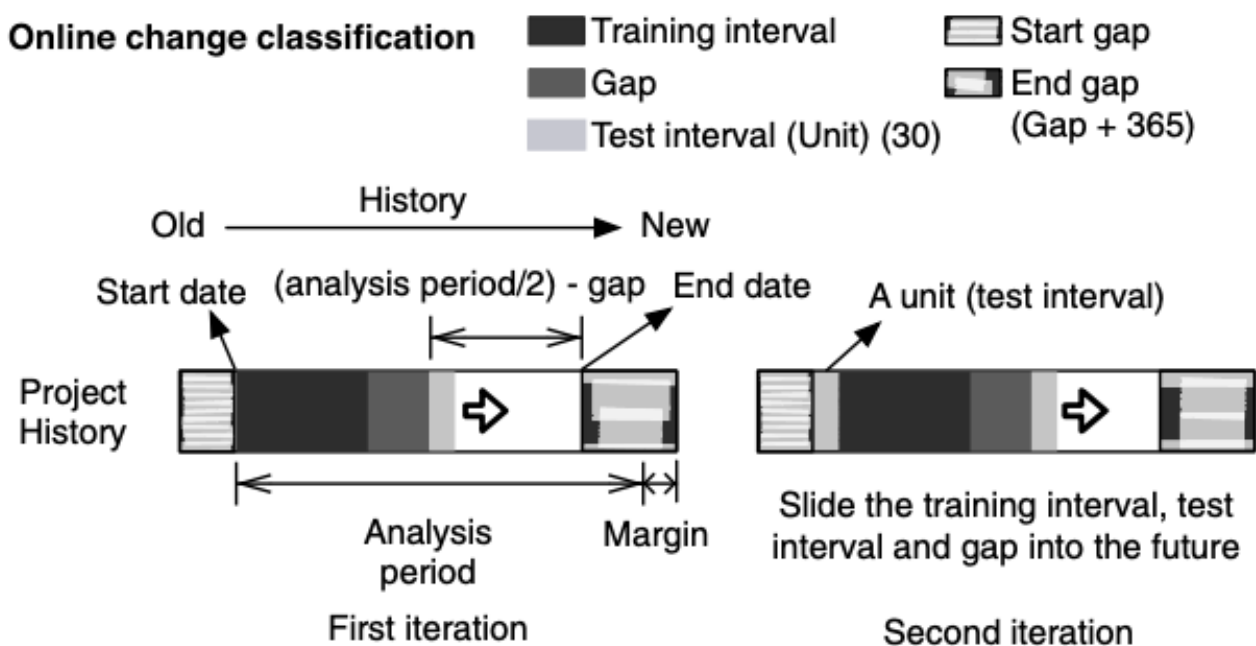 Online change classification
Training interval
Gap
Test interval (Unit) (30)
Start gap
End gap
(Gap + 365)
History
Old
New
Start date
(analysis period/2) - gap
End date
A unit (test interval)
Project
History
Analysis
period
Margin
First iteration
Slide the training interval, test
interval and gap into the future
Second iteration